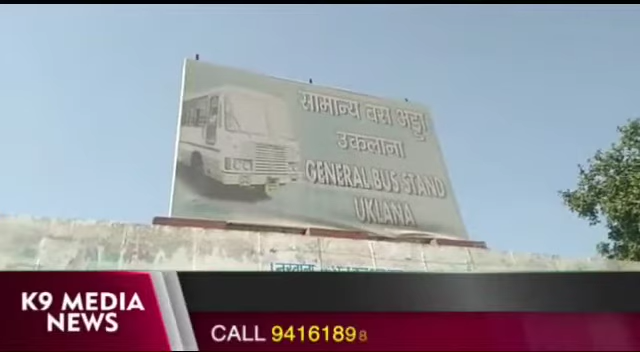 सामान्य बस अड्डा
उकलाना
GENERAL BUS STAND
UKLANA
K9 MEDIA
NEWS
CALL 94161898